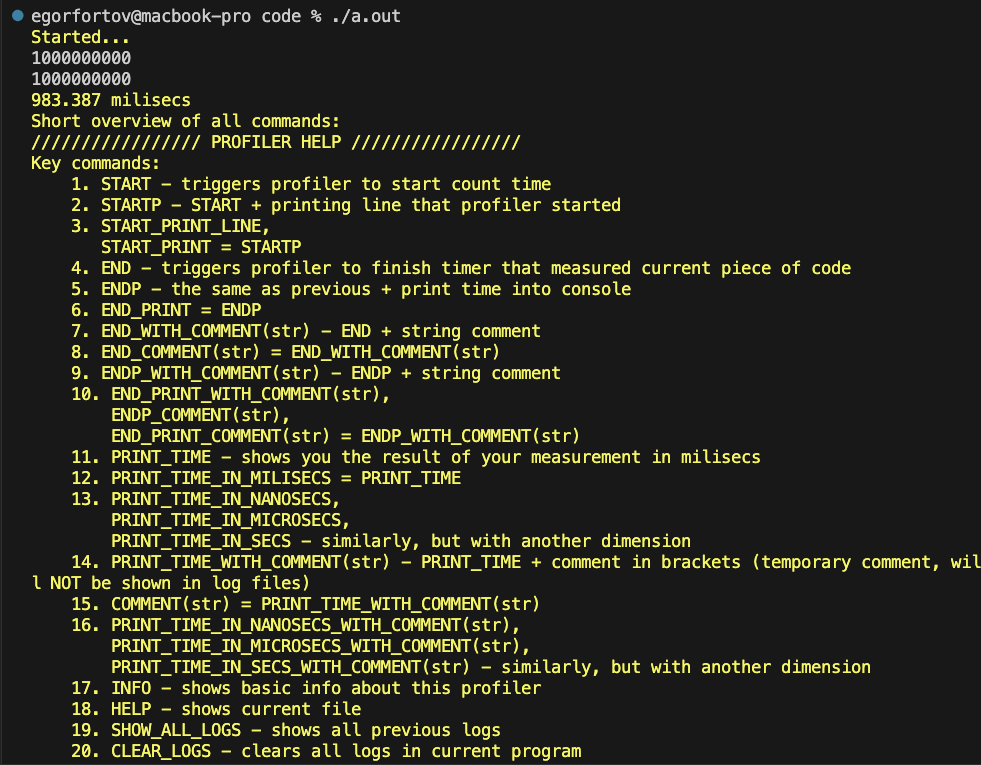 egorfortov@macbook-pro code % ./a.out
Started...
1000000000
1000000000
983.387 milisecs
Short overview of all commands:
///////////////// PROFILER HELP /////////////////
Key commands:
1. START – triggers profiler to start count time
2. STARTP – START + printing line that profiler started
3. START_PRINT_LINE,
START_PRINT = STARTP
4. END – triggers profiler to finish timer that measured current piece of code
5. ENDP – the same as previous + print time into console
6. END_PRINT = ENDP
7. END_WITH_COMMENT(str) – END + string comment
8. END_COMMENT(str) = END_WITH_COMMENT(str)
9. ENDP_WITH_COMMENT(str) – ENDP + string comment
10. END_PRINT_WITH_COMMENT(str),
ENDP_COMMENT(str),
END_PRINT_COMMENT(str) = ENDP_WITH_COMMENT(str)
11. PRINT_TIME – shows you the result of your measurement in milisecs
12. PRINT_TIME_IN_MILISECS = PRINT_TIME
13. PRINT_TIME_IN_NANOSECS,
PRINT_TIME_IN_MICROSECS,
PRINT_TIME_IN_SECS – similarly, but with another dimension
14. PRINT_TIME_WITH_COMMENT(str) – PRINT_TIME + comment in brackets (temporary comment, wil
l NOT be shown in log files)
15. COMMENT(str) = PRINT_TIME_WITH_COMMENT(str)
16. PRINT_TIME_IN_NANOSECS_WITH_COMMENT(str),
PRINT_TIME_IN_MICROSECS_WITH_COMMENT(str),
PRINT_TIME_IN_SECS_WITH_COMMENT(str) – similarly, but with another dimension
17. INFO – shows basic info about this profiler
18. HELP – shows current file
19. SHOW_ALL_LOGS – shows all previous logs
20. CLEAR_LOGS – clears all logs in current program